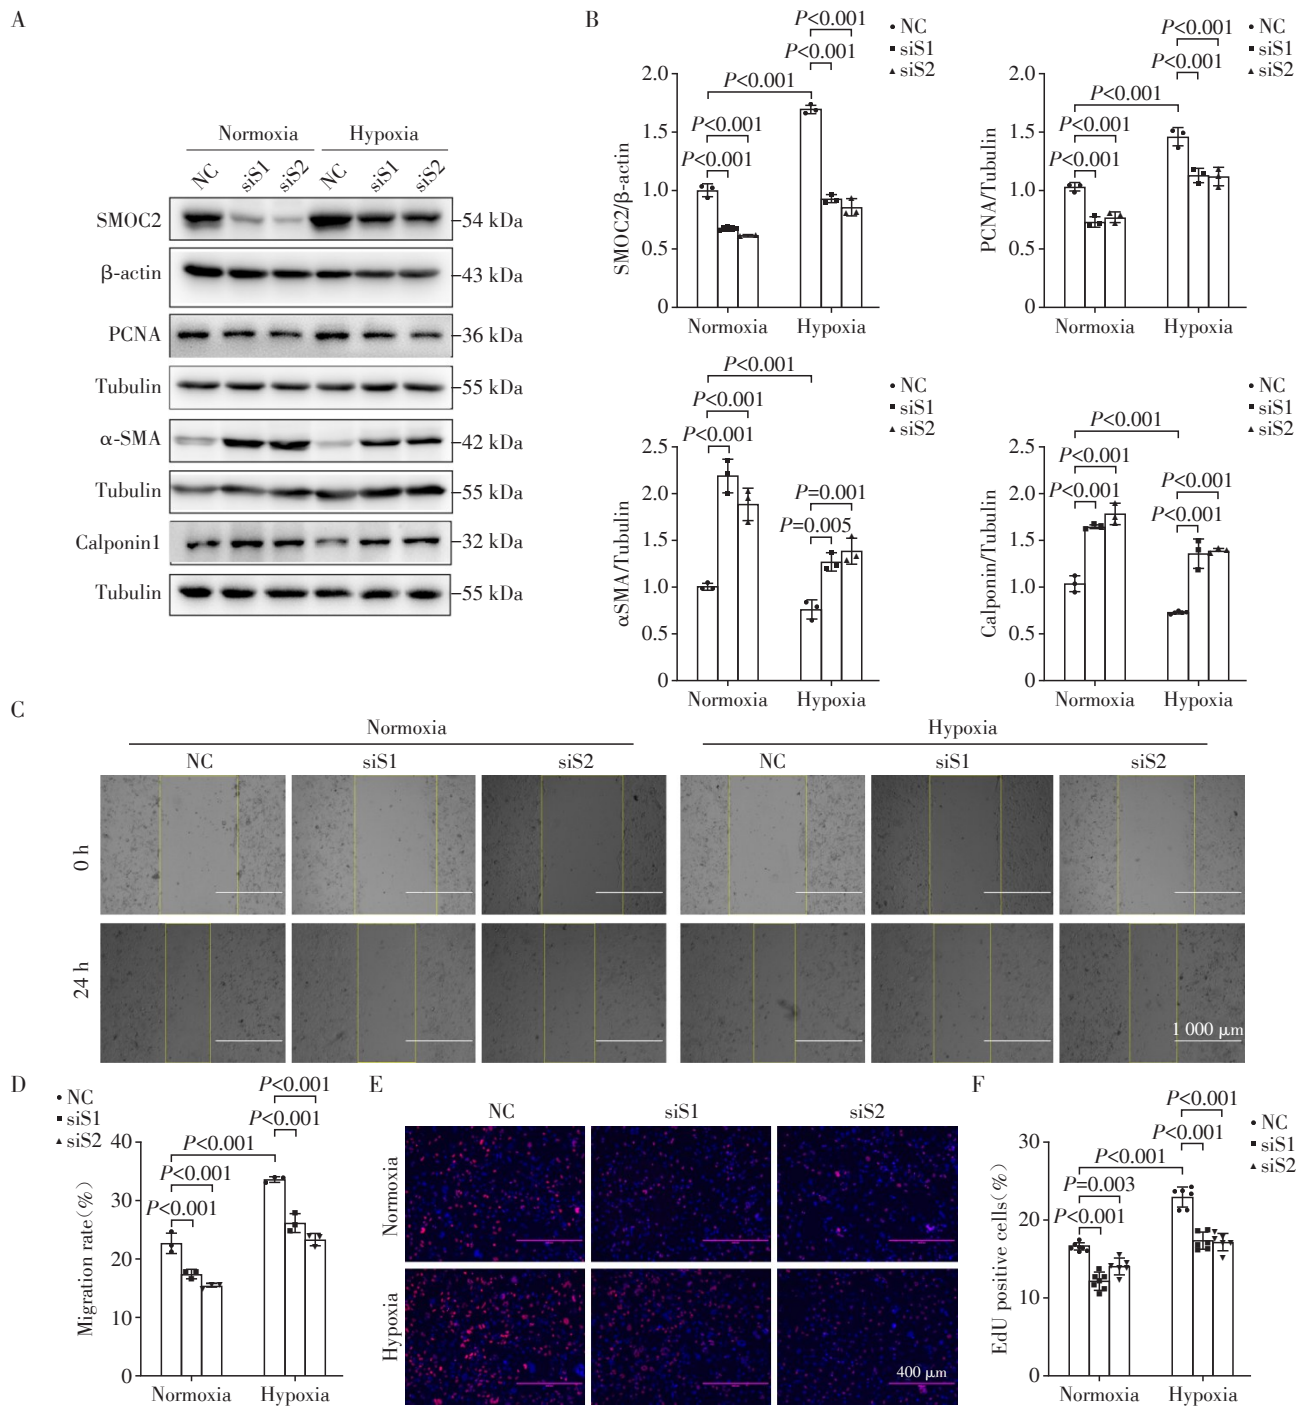 A
Normoxia Hypoxia
NC siS1 siS2 NC siS1 siS2
SMOC2 54 kDa
β-actin 43 kDa
PCNA 36 kDa
Tubulin 55 kDa
α-SMA 42 kDa
Tubulin 55 kDa
Calponin1 32 kDa
Tubulin 55 kDa
B
NC
siS1
siS2
P<0.001
P<0.001
P<0.001
P<0.001
P<0.001
SMOC2/β-actin
2.0
1.5
1.0
0.5
0
Normoxia Hypoxia
NC
siS1
siS2
P<0.001
P<0.001
P<0.001
P<0.001
P<0.001
PCNA/Tubulin
2.0
1.5
1.0
0.5
0
Normoxia Hypoxia
NC
siS1
siS2
P<0.001
P<0.001
P<0.001
P=0.001
P=0.005
αSMA/Tubulin
2.5
2.0
1.5
1.0
0.5
0
Normoxia Hypoxia
NC
siS1
siS2
P<0.001
P<0.001
P<0.001
P<0.001
P<0.001
Calponin/Tubulin
2.5
2.0
1.5
1.0
0.5
0
Normoxia Hypoxia
C
Normoxia Hypoxia
NC siS1 siS2 NC siS1 siS2
0 h
24 h
1 000 μm
D
NC
siS1
siS2
P<0.001
P<0.001
P<0.001
P<0.001
P<0.001
Migration rate(%)
40
30
20
10
0
Normoxia Hypoxia
E
NC siS1 siS2
Normoxia
Hypoxia
400 μm
F
NC
siS1
siS2
P<0.001
P<0.001
P<0.001
P=0.003
P<0.001
EdU positive cells(%)
30
20
10
0
Normoxia Hypoxia